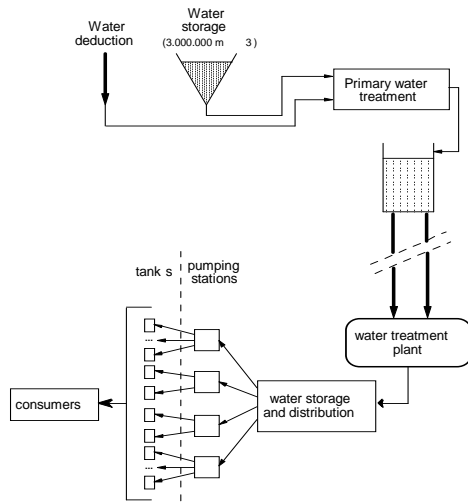 Water
deduction
Water
storage
(3.000.000 m 3 )
Primary water
treatment
tank s
pumping
stations
water treatment
plant
...
consumers
water storage
and distribution
...